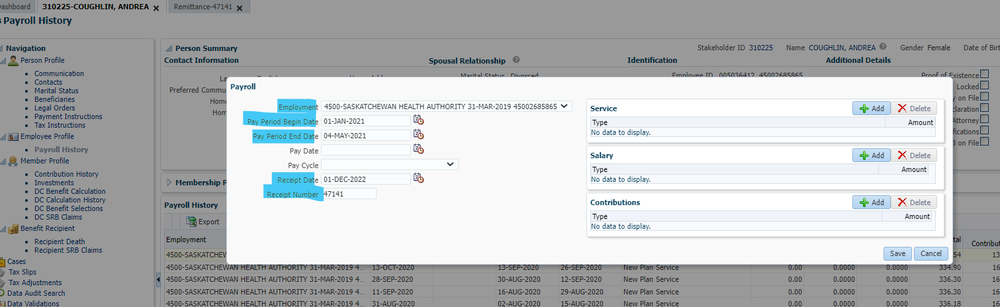 Dashboard 310225-COUGHLIN, ANDREA Remittance-47141
Payroll History
Navigation
Person Profile
Communication
Contacts
Marital Status
Beneficiaries
Legal Orders
Payment Instructions
Tax Instructions
Employee Profile
Payroll History
Member Profile
Contribution History
Investments
DC Benefit Calculation
DC Calculation History
DC Benefit Selections
DC SRB Claims
Benefit Recipient
Recipient Death
Recipient SRB Claims
Cases
Tax Slips
Tax Adjustments
Data Audit Search
Data Validations
Person Summary Stakeholder ID 310225 Name COUGHLIN, ANDREA Gender Female Date of Birt
Contact Information Spousal Relationship Identification Additional Details
Marital Status Divorced Employee ID 005036412, 45002685865 Proof of Existence
Preferred Commu Locked
Home y on File
Hom claration
Attorney
fications
B on File
Payroll
Employment 4500-SASKATCHEWAN HEALTH AUTHORITY 31-MAR-2019 45002685865
Pay Period Begin Date 01-JAN-2021
Pay Period End Date 04-MAY-2021
Pay Date
Pay Cycle
Receipt Date 01-DEC-2022
Receipt Number 47141
Service Add Delete
Type Amount
No data to display.
Salary Add Delete
Type Amount
No data to display.
Contributions Add Delete
Type Amount
No data to display.
Save Cancel
Membership P
Payroll History
Export
Employment tal Contribut
4500-SASKATCHEW 54 13
4500-SASKATCHEWAN HEALTH AUTHORITY 31-MAR-2019 4... 13-OCT-2020 13-SEP-2020 26-SEP-2020 New Plan Service 0.00 0.0000 0.0000 334.90 16
4500-SASKATCHEWAN HEALTH AUTHORITY 31-MAR-2019 4... 28-SEP-2020 30-AUG-2020 12-SEP-2020 New Plan Service 0.00 0.0000 0.0000 336.30 16
4500-SASKATCHEWAN HEALTH AUTHORITY 31-MAR-2019 4... 11-SEP-2020 16-AUG-2020 29-AUG-2020 New Plan Service 0.00 0.0000 0.0000 336.30 16
4500-SASKATCHEWAN HEALTH AUTHORITY 31-MAR-2019 4... 31-AUG-2020 02-AUG-2020 15-AUG-2020 New Plan Service 0.00 0.0000 0.0000 336.18 16